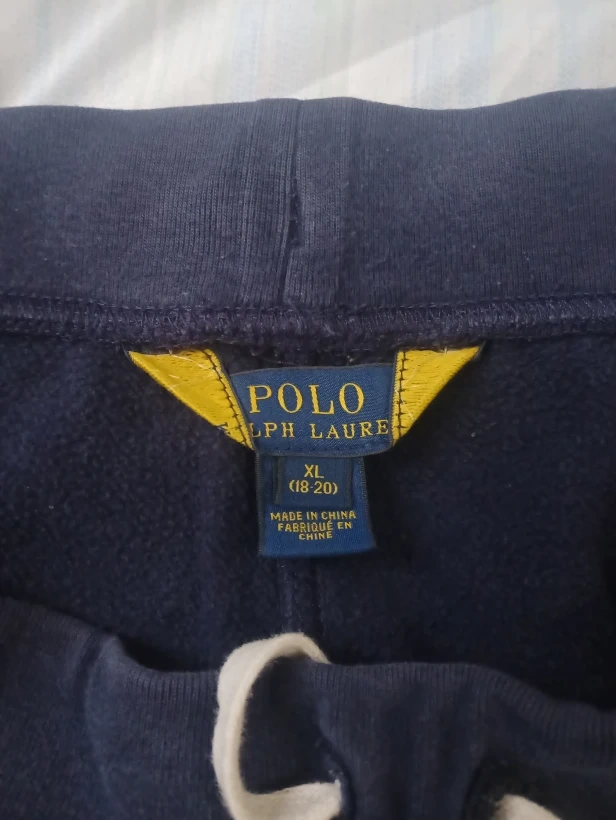 POLO
LPH LAURE
XL
(18-20)
MADE IN CHINA
FABRIQUÉ EN
CHINE